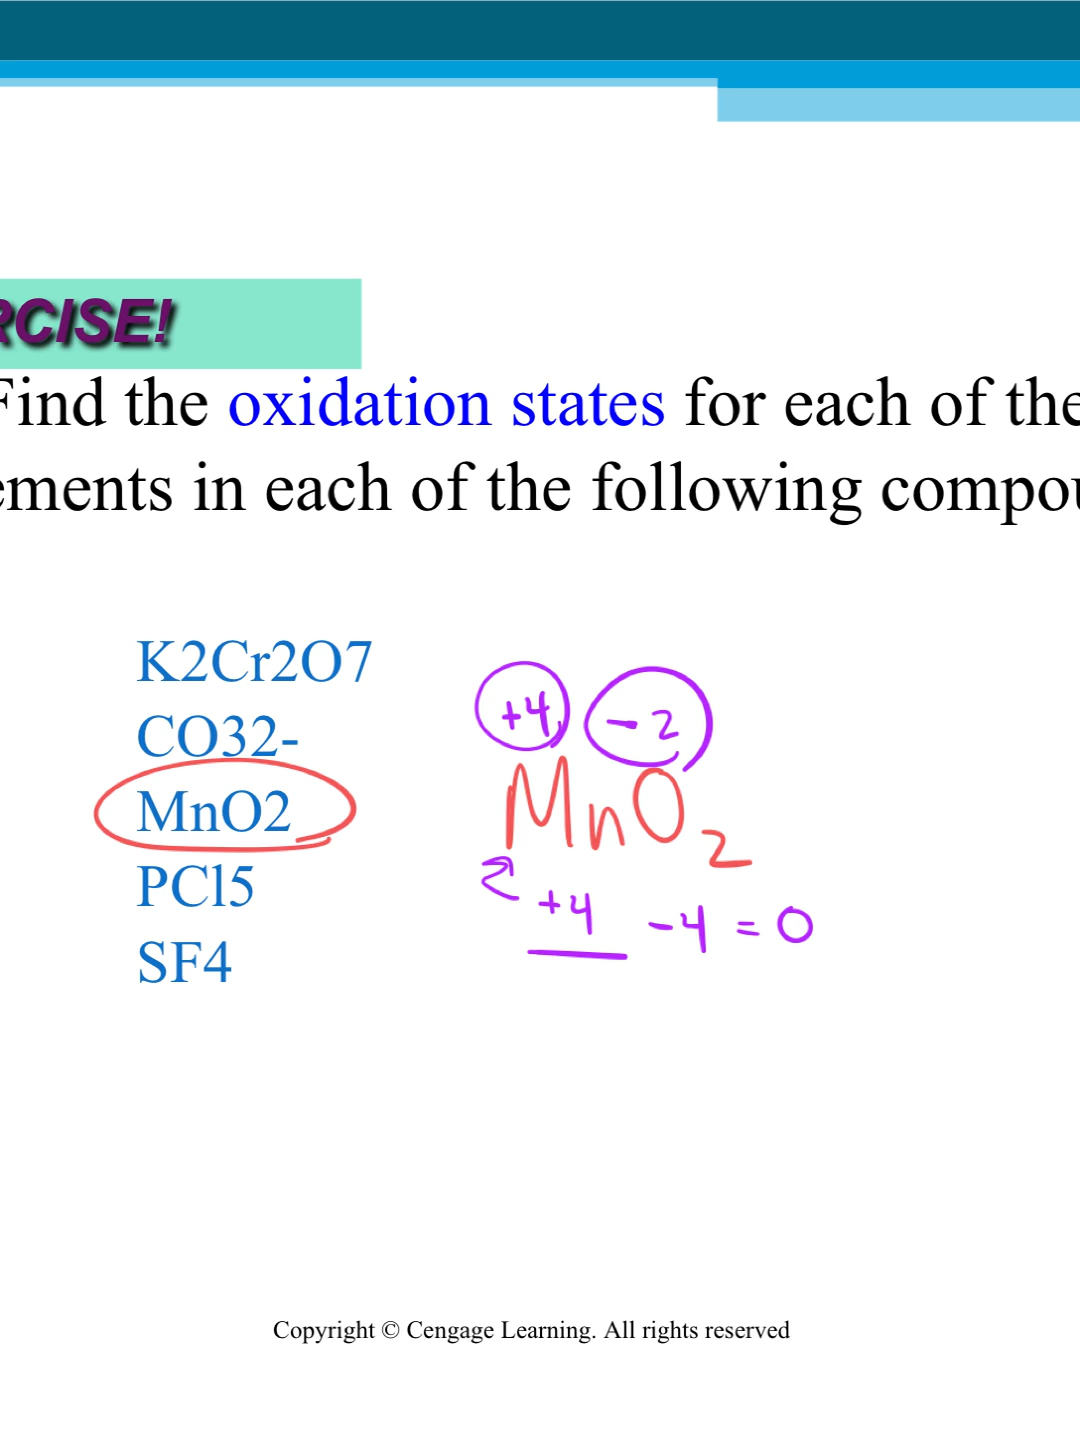 RCISE!
Find the oxidation states for each of the
ements in each of the following compou
K2Cr2O7
CO32-
MnO2
PCl5
SF4
+4 -2
MnO2
+4 -4 = 0
Copyright © Cengage Learning. All rights reserved